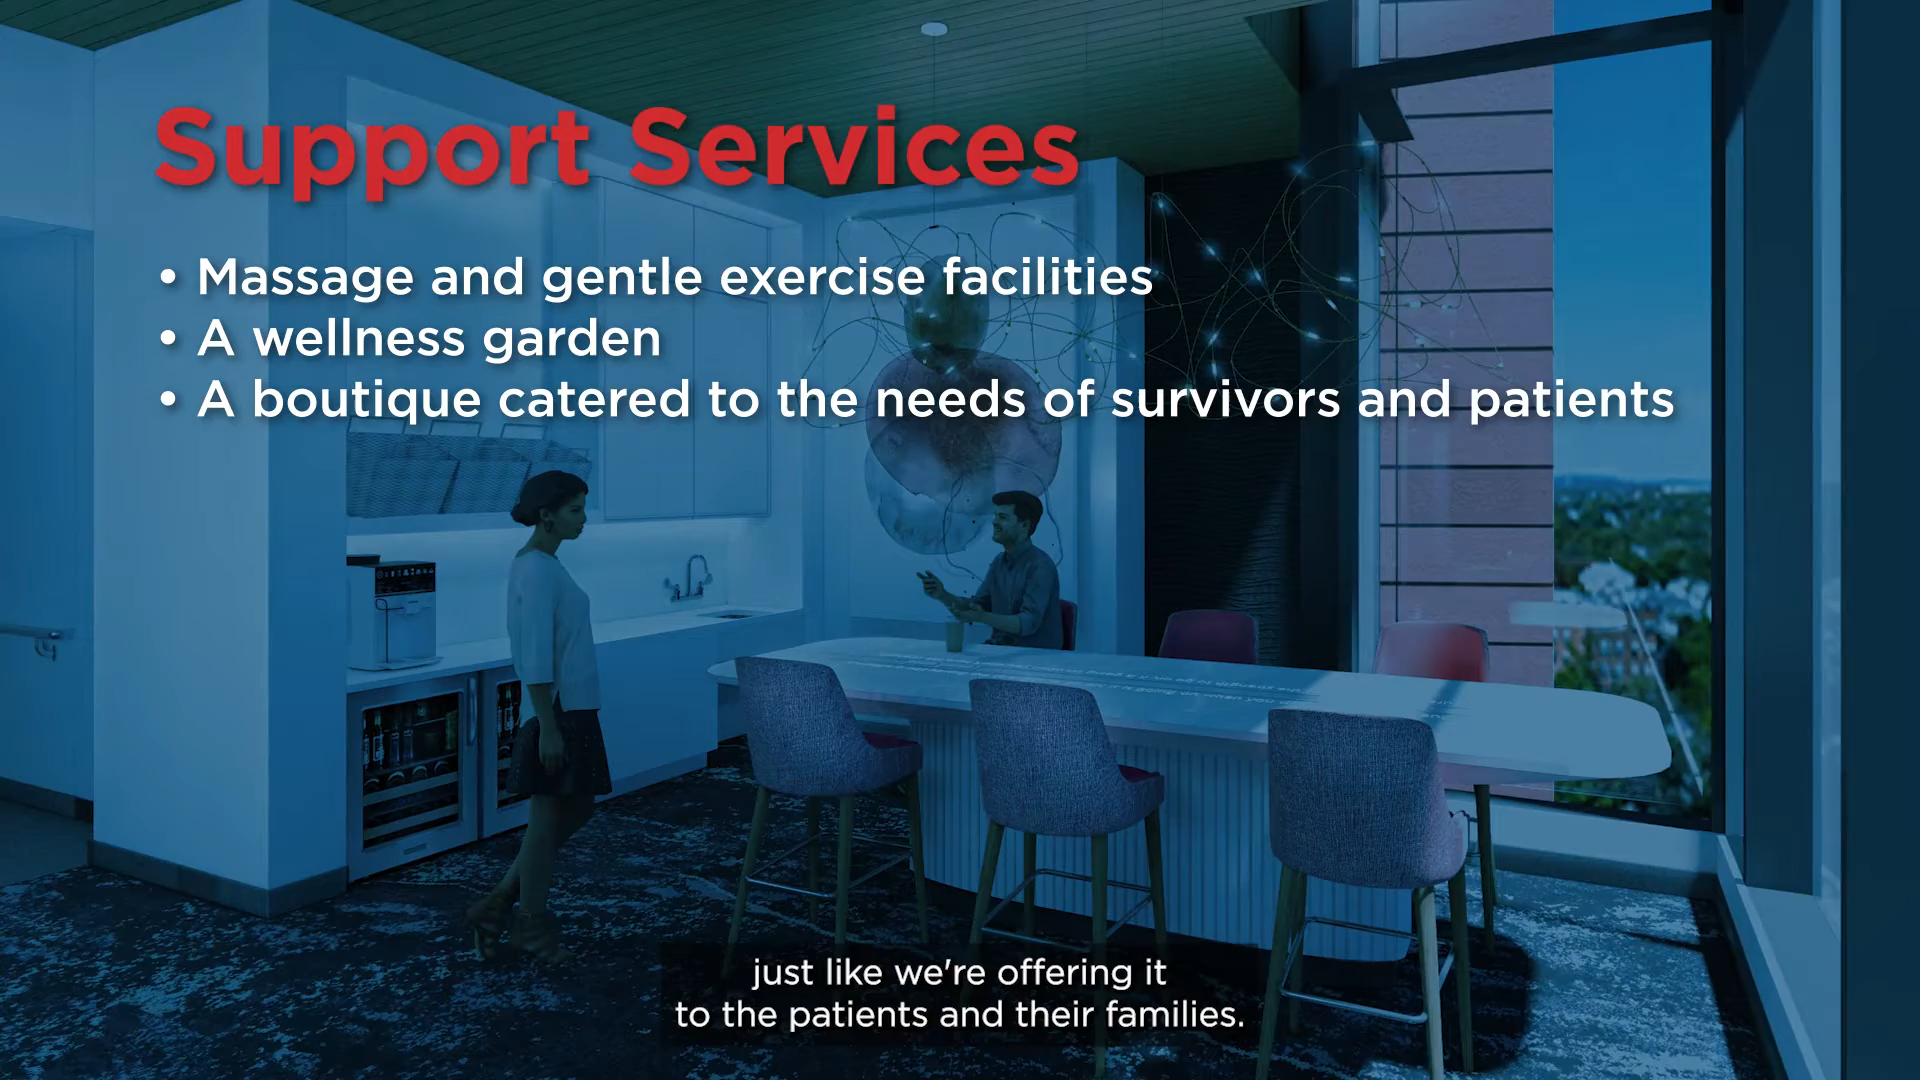 Support Services
• Massage and gentle exercise facilities
• A wellness garden
• A boutique catered to the needs of survivors and patients
just like we're offering it
to the patients and their families.